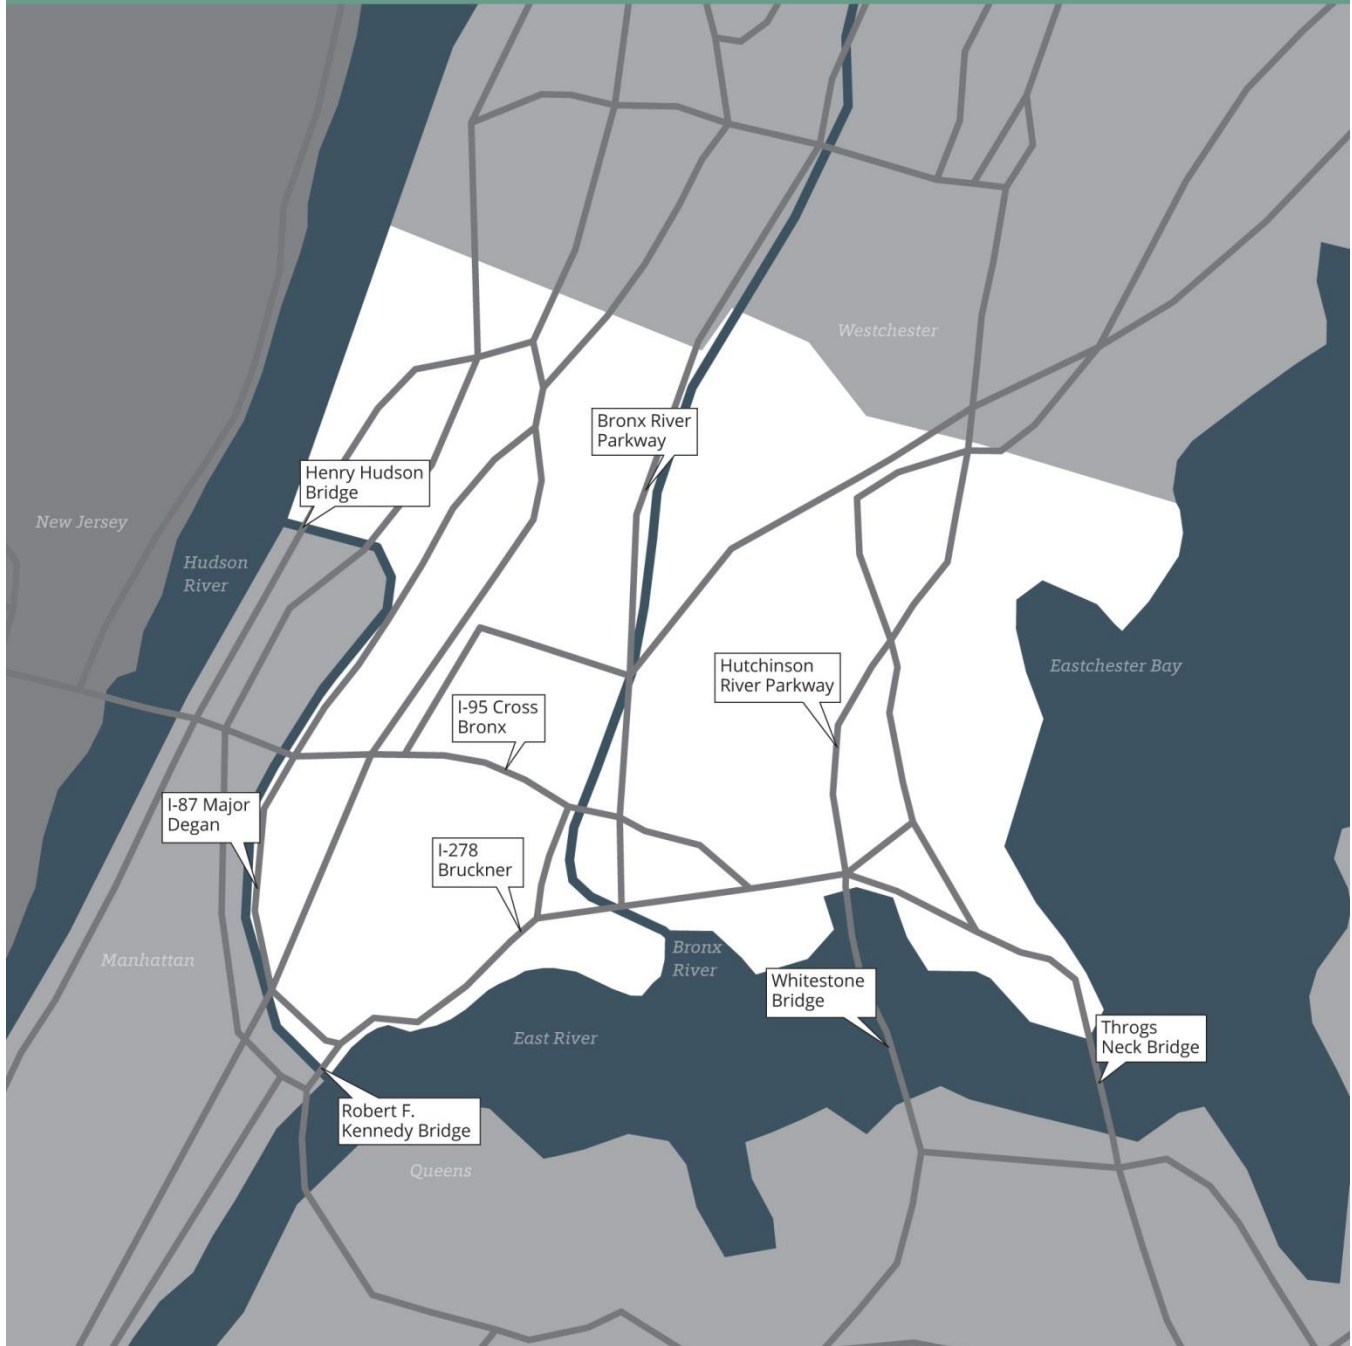 Westchester
Bronx River
Parkway
Henry Hudson
Bridge
New Jersey
Hudson
River
Hutchinson
River Parkway
Eastchester Bay
I-95 Cross
Bronx
I-87 Major
Degan
I-278
Bruckner
Manhattan
Bronx
River
Whitestone
Bridge
East River
Throgs
Neck Bridge
Robert F.
Kennedy Bridge
Queens